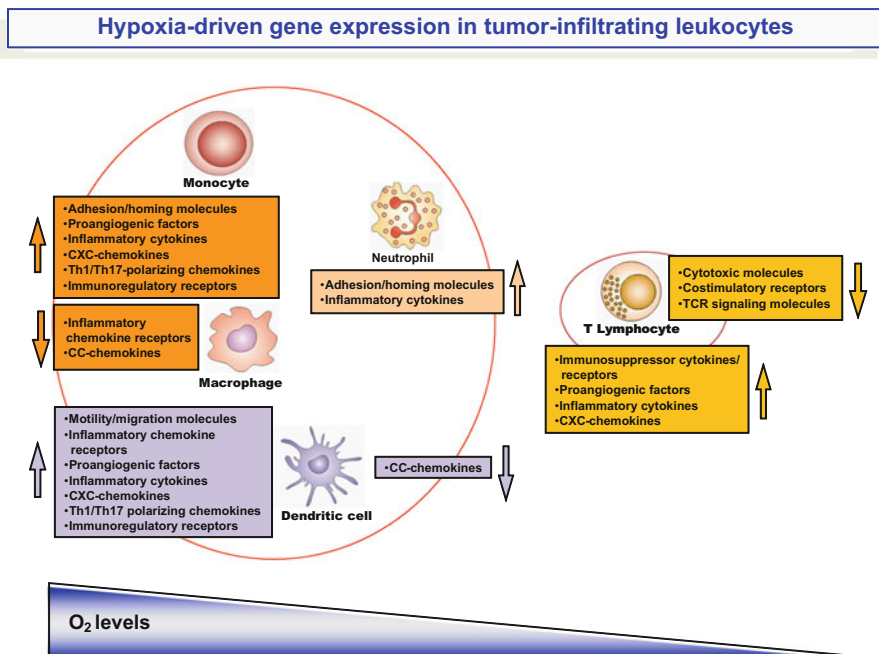 Hypoxia-driven gene expression in tumor-infiltrating leukocytes
Monocyte
•Adhesion/homing molecules
•Proangiogenic factors
•Inflammatory cytokines
•CXC-chemokines
•Th1/Th17-polarizing chemokines
•Immunoregulatory receptors
•Inflammatory
chemokine receptors
•CC-chemokines
Macrophage
Neutrophil
•Adhesion/homing molecules
•Inflammatory cytokines
•Motility/migration molecules
•Inflammatory chemokine
receptors
•Proangiogenic factors
•Inflammatory cytokines
•CXC-chemokines
•Th1/Th17 polarizing chemokines
•Immunoregulatory receptors
Dendritic cell
•CC-chemokines
T Lymphocyte
•Cytotoxic molecules
•Costimulatory receptors
•TCR signaling molecules
•Immunosuppressor cytokines/
receptors
•Proangiogenic factors
•Inflammatory cytokines
•CXC-chemokines
O₂ levels